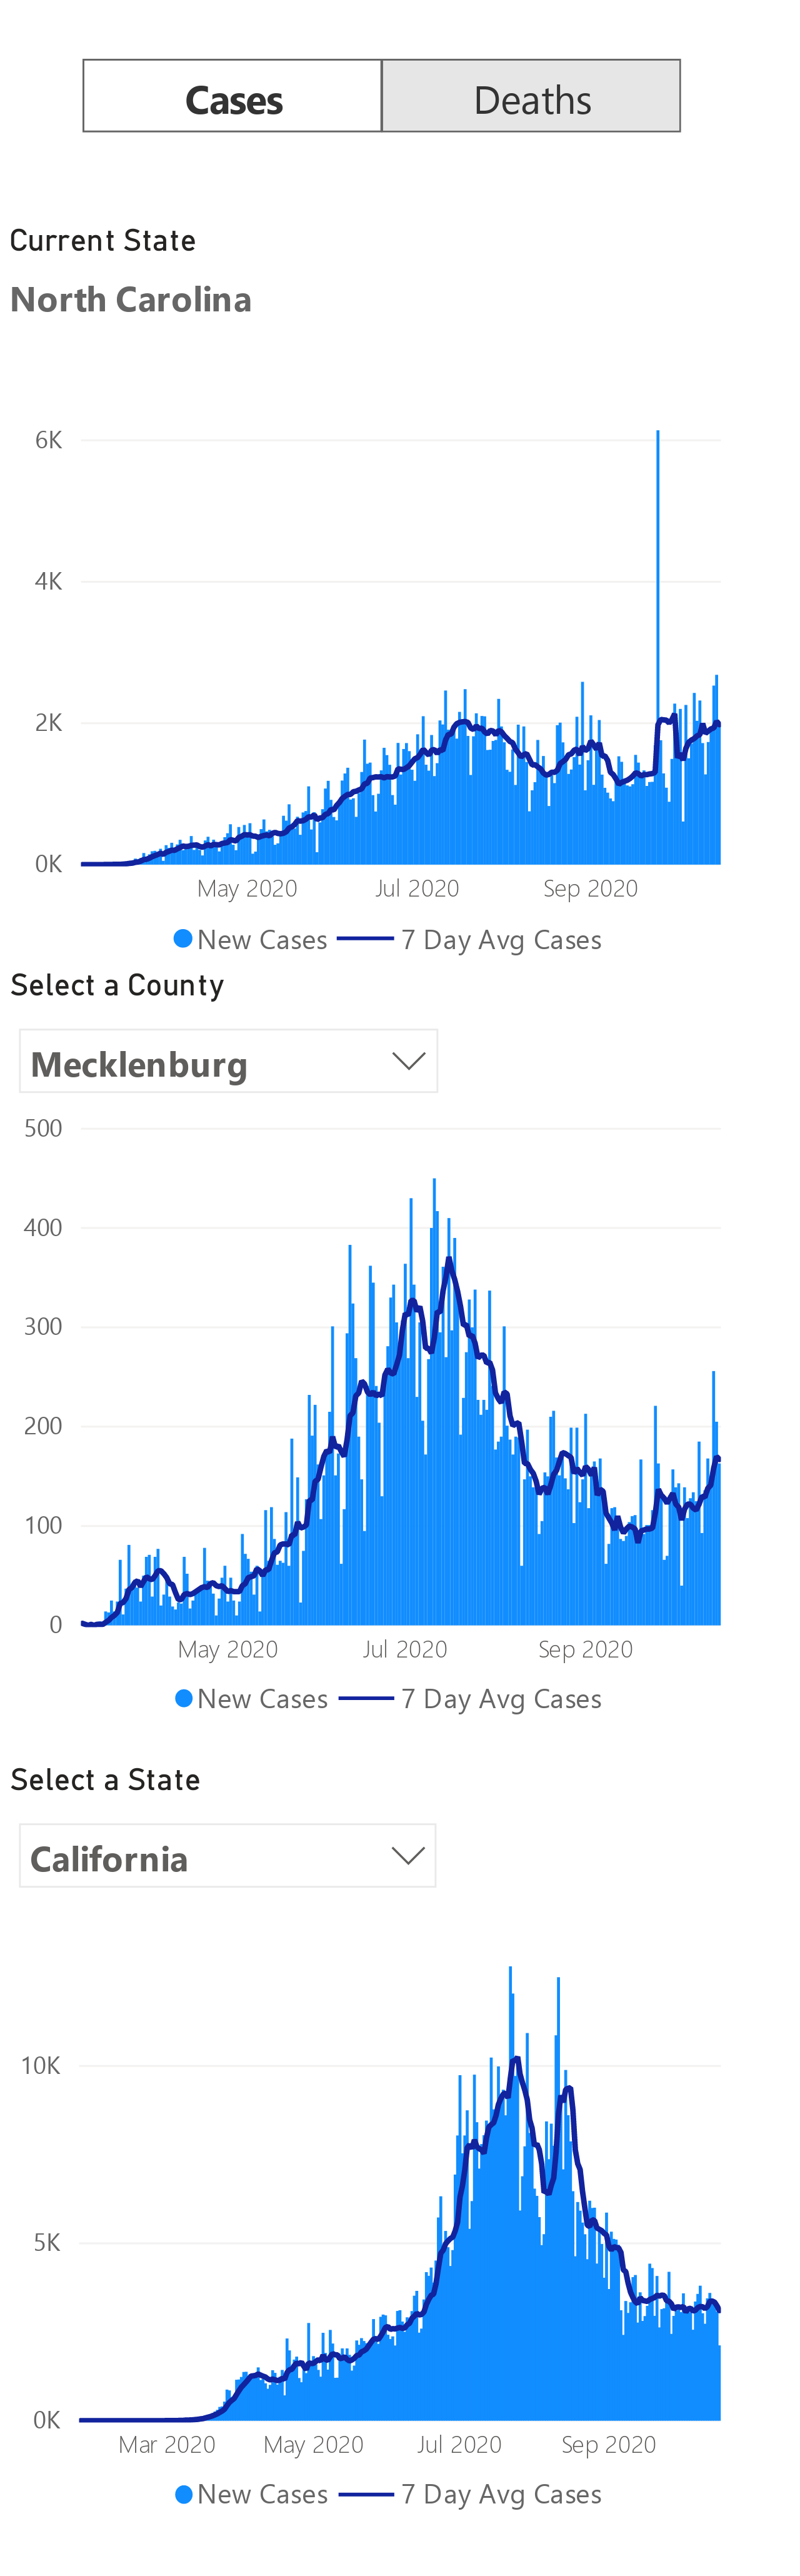 Cases Deaths
Current State
North Carolina
6K
4K
2K
0K
May 2020 Jul 2020 Sep 2020
New Cases 7 Day Avg Cases
Select a County
Mecklenburg
500
400
300
200
100
0
May 2020 Jul 2020 Sep 2020
New Cases 7 Day Avg Cases
Select a State
California
10K
5K
0K
Mar 2020 May 2020 Jul 2020 Sep 2020
New Cases 7 Day Avg Cases